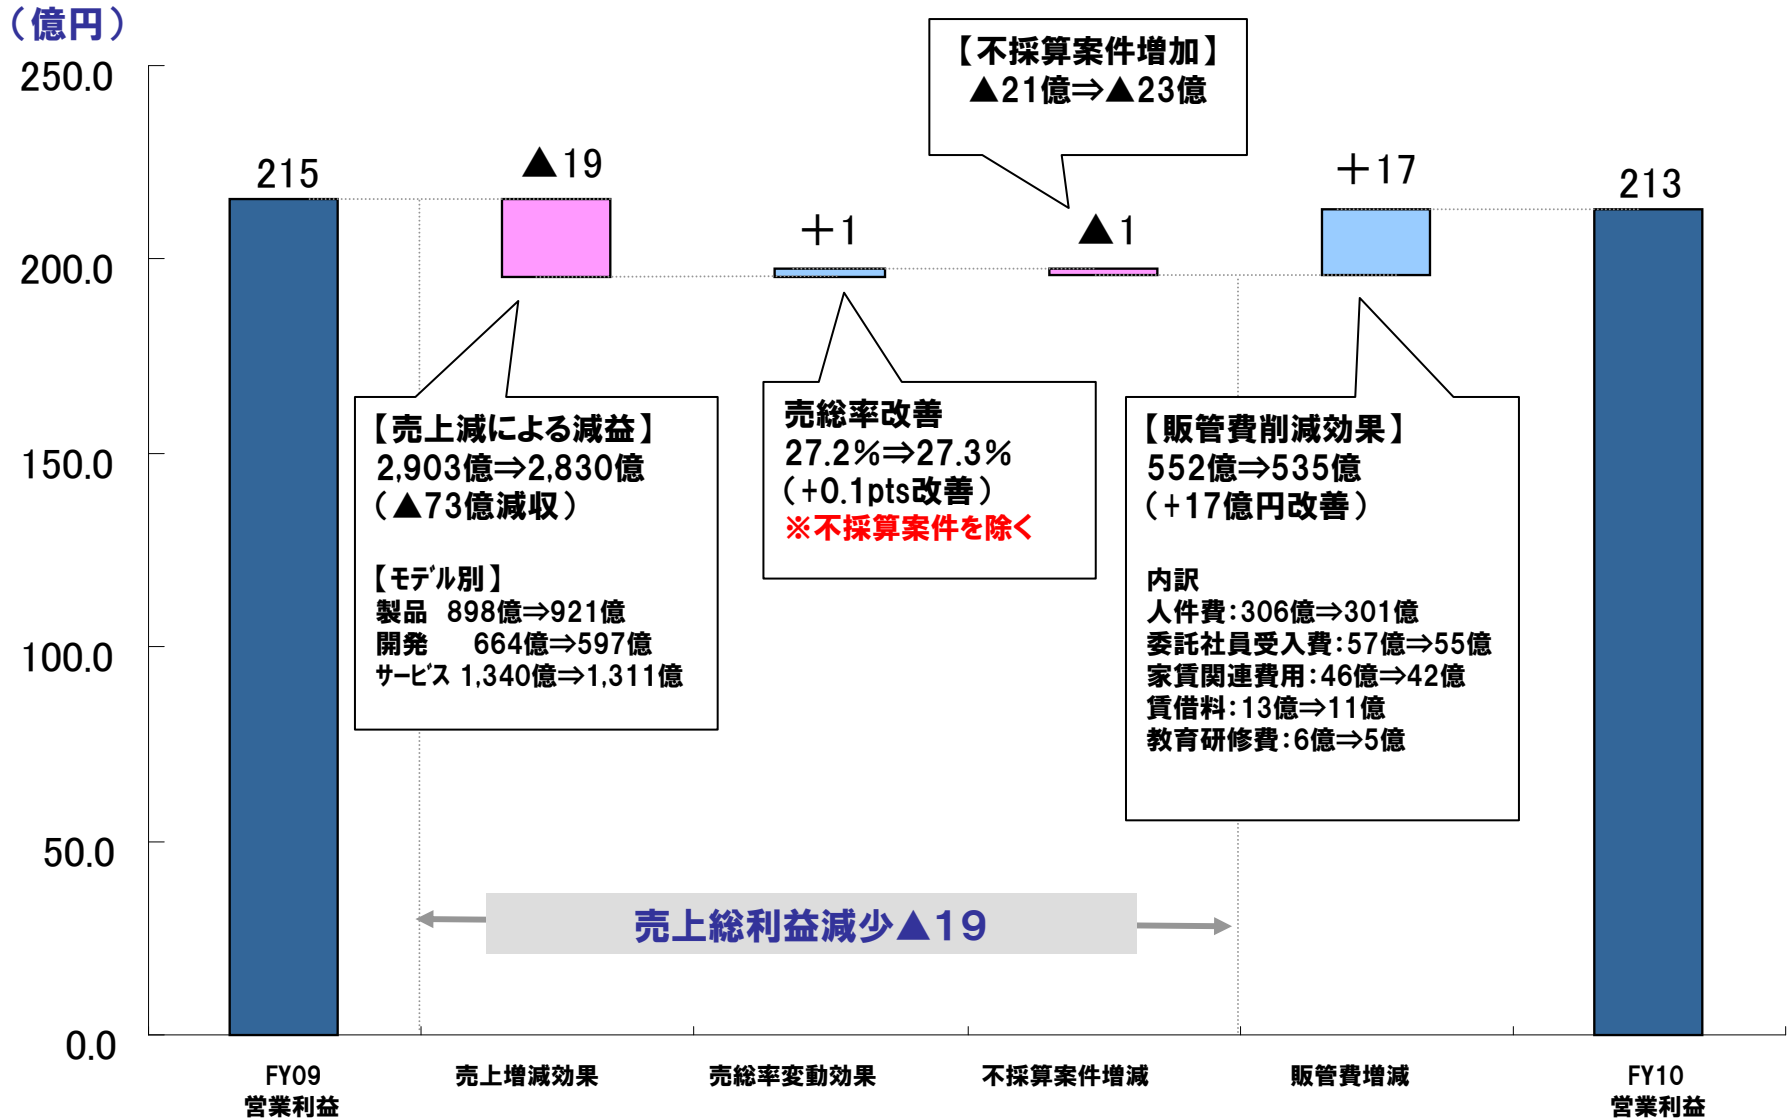 （億円）
250.0
200.0
150.0
100.0
50.0
0.0
215
▲19
＋1
▲1
＋17
213
【不採算案件増加】
▲21億⇒▲23億
【売上減による減益】
2,903億⇒2,830億
（▲73億減収）
【モデル別】
製品 898億⇒921億
開発 664億⇒597億
サービス 1,340億⇒1,311億
売総率改善
27.2％⇒27.3％
（+0.1pts改善）
※不採算案件を除く
【販管費削減効果】
552億⇒535億
（+17億円改善）
内訳
人件費：306億⇒301億
委託社員受入費：57億⇒55億
家賃関連費用：46億⇒42億
賃借料：13億⇒11億
教育研修費：6億⇒5億
売上総利益減少▲19
FY09
営業利益
売上増減効果
売総率変動効果
不採算案件増減
販管費増減
FY10
営業利益